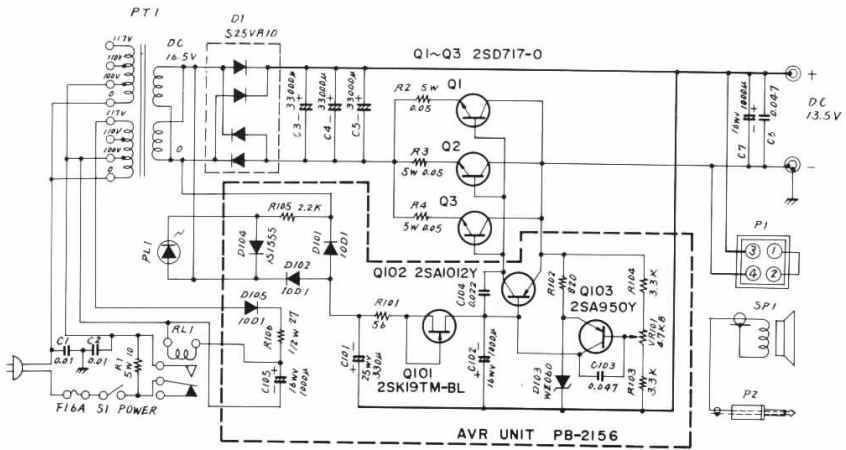 PT1
117V
110V
100V
0
117V
110V
100V
0
DC
16.5V
0
D1
S25VR10
Q1~Q3 2SD717-O
C3
33000µ
C4
33000µ
C5
33000µ
R2 5W
0.05
Q1
R3
5W 0.05
Q2
R4
5W 0.05
Q3
16WV 1000µ
C7
C6
0.047
+
DC
13.5V
-
P1
3
1
4
2
SP1
P2
PL1
R105 2.2K
D104
1S1555
D101
10D1
D102
10D1
D105
10D1
R106
1/2W 27
C105
16WV
1000µ
RL1
C1
0.01
C2
0.01
R1
5W 10
F16A S1 POWER
R101
56
C101
25WV
330µ
Q101
2SK19TM-BL
C102
16WV 1000µ
C104
0.022
Q102 2SA1012Y
Q103
2SA950Y
R102
820
D103
WZ060
C103
0.047
R104
3.3K
VR101
4.7KB
R103
3.3K
AVR UNIT PB-2156